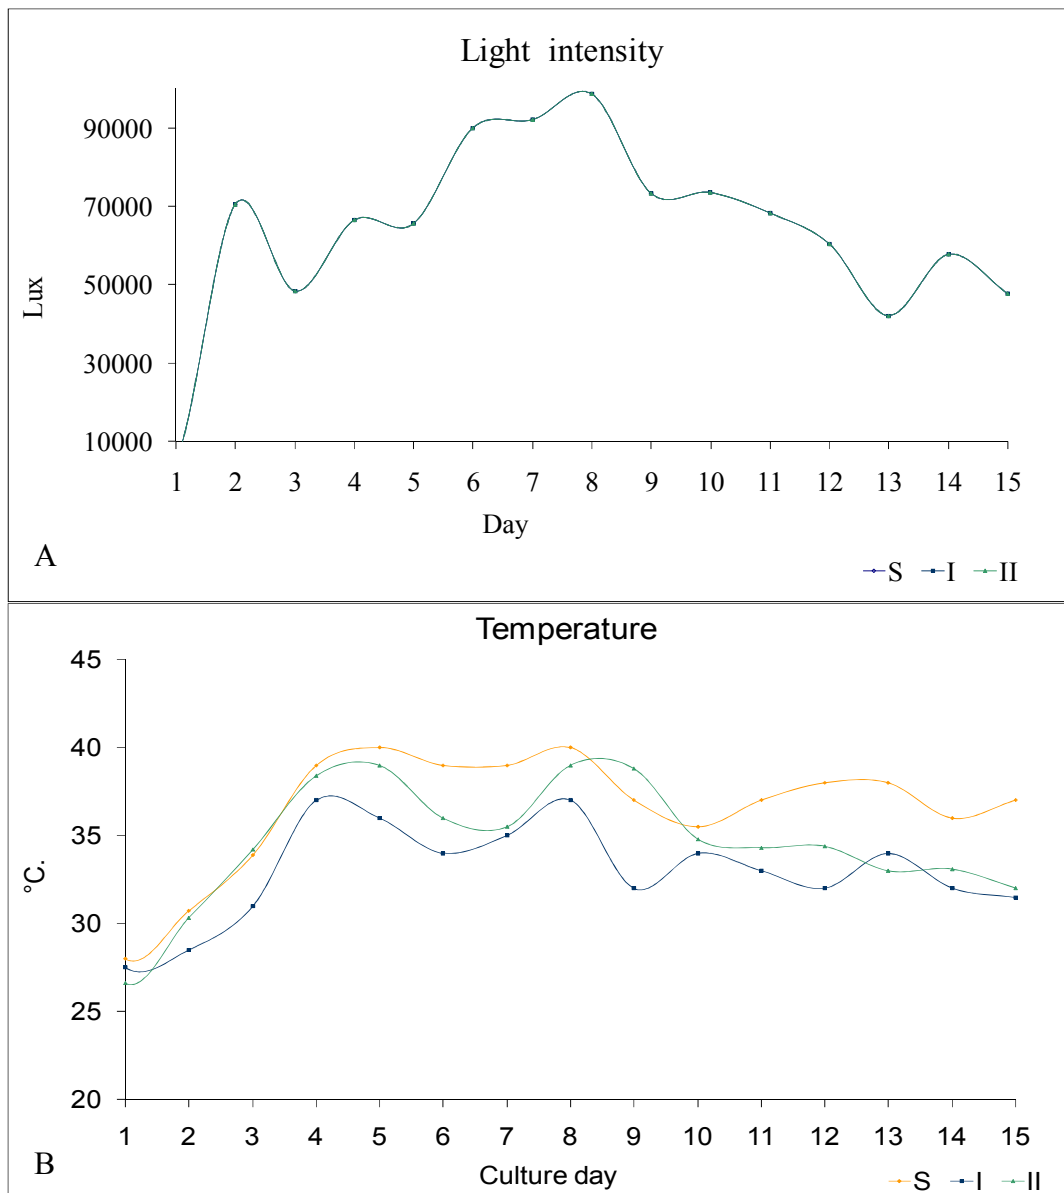 Light intensity
90000
70000
50000
30000
10000
Lux
1 2 3 4 5 6 7 8 9 10 11 12 13 14 15
Day
A
S I II
Temperature
45
40
35
30
25
20
°C.
1 2 3 4 5 6 7 8 9 10 11 12 13 14 15
Culture day
B
S I II